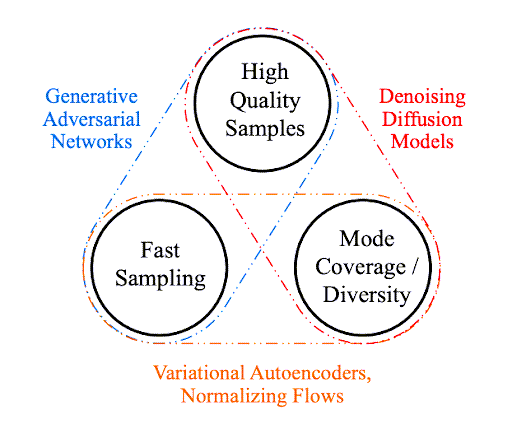 High
Quality
Samples
Generative
Adversarial
Networks
Denoising
Diffusion
Models
Fast
Sampling
Mode
Coverage /
Diversity
Variational Autoencoders,
Normalizing Flows